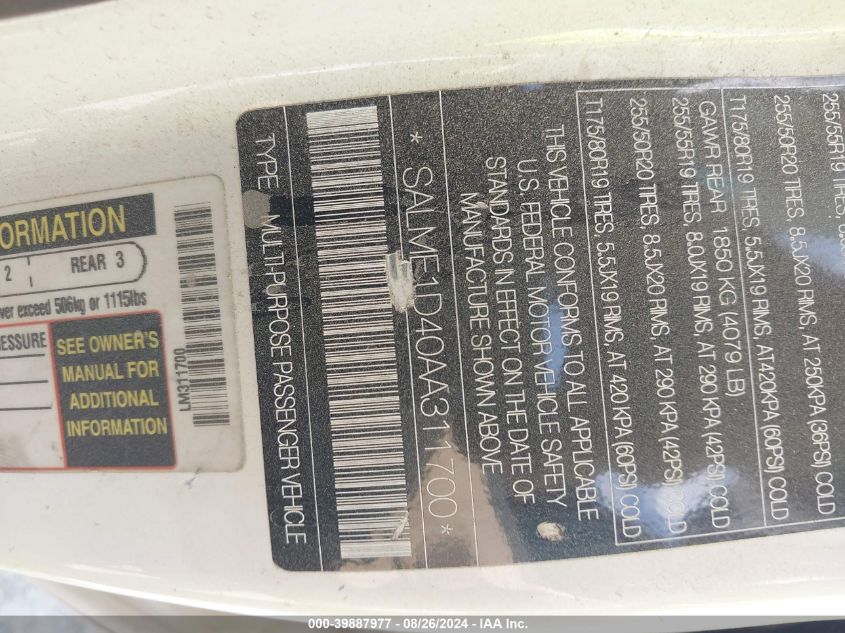 255/55R19 TIRES,
255/50R20 TIRES, 8.5JX20 RIMS, AT 250KPA (36PSI) COLD
T175/80R19 TIRES, 5.5JX19 RIMS, AT420KPA (60PSI) COLD
GAWR REAR 1850 KG (4079 LB)
255/55R19 TIRES, 8.0JX19 RIMS, AT 290 KPA (42PSI) COLD
255/50R20 TIRES, 8.5JX20 RIMS, AT 290 KPA (42PSI) COLD
T175/80R19 TIRES, 5.5JX19 RIMS, AT 420 KPA (60PSI) COLD
THIS VEHICLE CONFORMS TO ALL APPLICABLE
U.S. FEDERAL MOTOR VEHICLE SAFETY
STANDARDS IN EFFECT ON THE DATE OF
MANUFACTURE SHOWN ABOVE
* SALME1D40AA311700 *
TYPE: MULTI-PURPOSE PASSENGER VEHICLE
ORMATION
2 REAR 3
ver exceed 506kg or 1115lbs
RESSURE
SEE OWNER'S
MANUAL FOR
ADDITIONAL
INFORMATION
LM311700
000-39887977 - 08/26/2024 - IAA Inc.